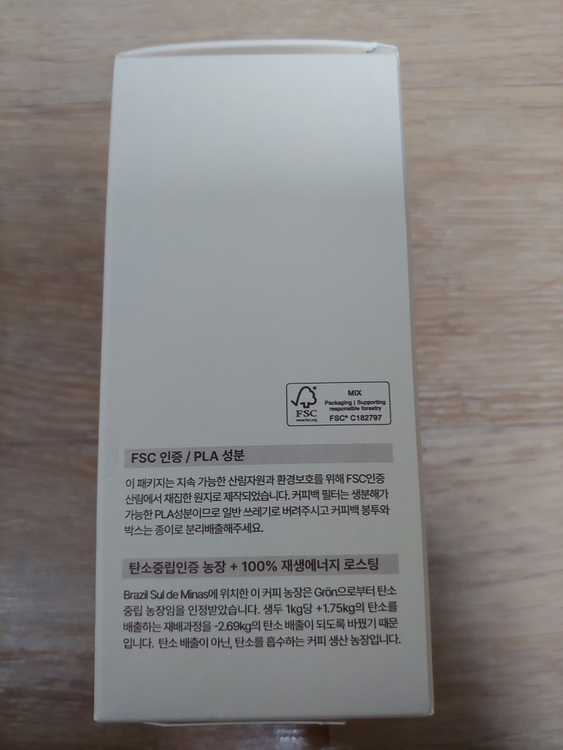 MIX
Packaging | Supporting
responsible forestry
FSC® C182797
FSC
www.fsc.org
FSC 인증 / PLA 성분
이 패키지는 지속 가능한 산림자원과 환경보호를 위해 FSC인증
산림에서 채집한 원지로 제작되었습니다. 커피백 필터는 생분해가
가능한 PLA성분이므로 일반 쓰레기로 버려주시고 커피백 봉투와
박스는 종이로 분리배출해주세요.
탄소중립인증 농장 + 100% 재생에너지 로스팅
Brazil Sul de Minas에 위치한 이 커피 농장은 Grön으로부터 탄소
중립 농장임을 인정받았습니다. 생두 1kg당 +1.75kg의 탄소를
배출하는 재배과정을 -2.69kg의 탄소 배출이 되도록 바꿨기 때문
입니다. 탄소 배출이 아닌, 탄소를 흡수하는 커피 생산 농장입니다.